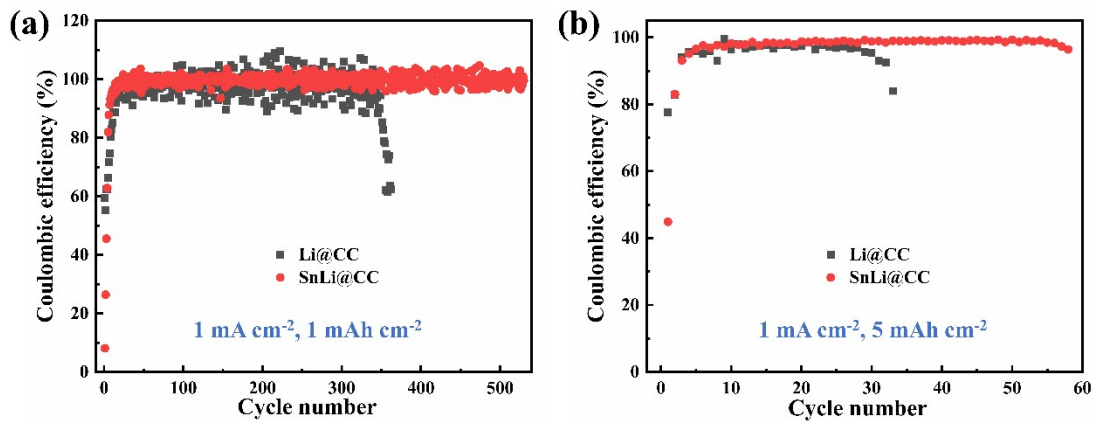 (a)
Coulombic efficiency (%)
120
100
80
60
40
20
0
Li@CC
SnLi@CC
1 mA cm-2, 1 mAh cm-2
0 100 200 300 400 500
Cycle number
(b)
Coulombic efficiency (%)
100
80
60
40
20
0
Li@CC
SnLi@CC
1 mA cm-2, 5 mAh cm-2
0 10 20 30 40 50 60
Cycle number